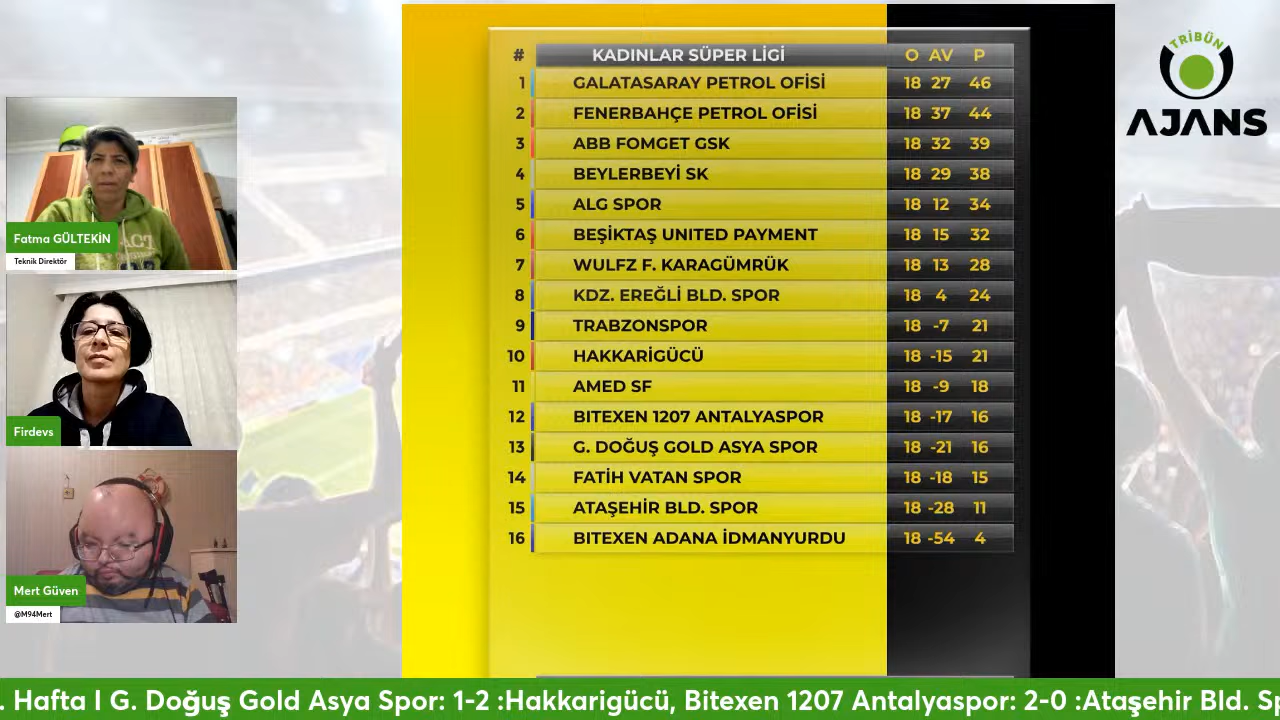 # KADINLAR SÜPER LİGİ O AV P
1 GALATASARAY PETROL OFİSİ 18 27 46
2 FENERBAHÇE PETROL OFİSİ 18 37 44
3 ABB FOMGET GSK 18 32 39
4 BEYLERBEYİ SK 18 29 38
5 ALG SPOR 18 12 34
6 BEŞİKTAŞ UNITED PAYMENT 18 15 32
7 WULFZ F. KARAGÜMRÜK 18 13 28
8 KDZ. EREĞLİ BLD. SPOR 18 4 24
9 TRABZONSPOR 18 -7 21
10 HAKKARİGÜCÜ 18 -15 21
11 AMED SF 18 -9 18
12 BITEXEN 1207 ANTALYASPOR 18 -17 16
13 G. DOĞUŞ GOLD ASYA SPOR 18 -21 16
14 FATİH VATAN SPOR 18 -18 15
15 ATAŞEHİR BLD. SPOR 18 -28 11
16 BITEXEN ADANA İDMANYURDU 18 -54 4
TRİBÜN
AJANS
Fatma GÜLTEKİN
Teknik Direktör
Firdevs
Mert Güven
@M94Mert
. Hafta I G. Doğuş Gold Asya Spor: 1-2 :Hakkarigücü, Bitexen 1207 Antalyaspor: 2-0 :Ataşehir Bld. Sp